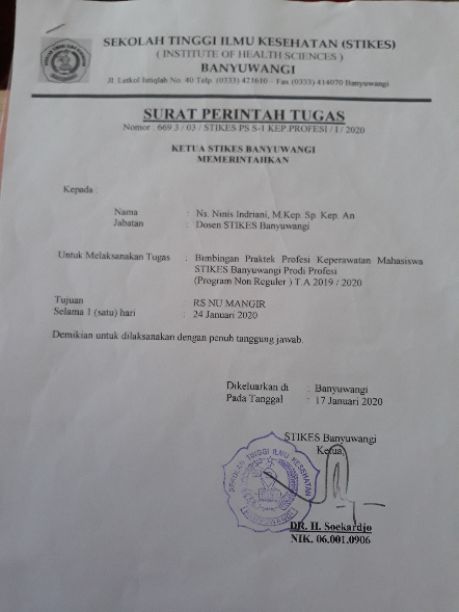 SEKOLAH TINGGI ILMU KESEHATAN (STIKES)
( INSTITUTE OF HEALTH SCIENCES )
BANYUWANGI
Jl. Letkol Istiqlah No. 40 Telp. (0333) 421610 - Fax (0333) 414070 Banyuwangi
SURAT PERINTAH TUGAS
Nomor : 669.3 / 03 / STIKES PS S-1 KEP.PROFESI / I / 2020
KETUA STIKES BANYUWANGI
MEMERINTAHKAN
Kepada :
Nama : Ns. Ninis Indriani, M.Kep. Sp. Kep. An
Jabatan : Dosen STIKES Banyuwangi
Untuk Melaksanakan Tugas : Bimbingan Praktek Profesi Keperawatan Mahasiswa
STIKES Banyuwangi Prodi Profesi
(Program Non Reguler ) T.A 2019 / 2020
Tujuan : RS NU MANGIR
Selama 1 (satu) hari : 24 Januari 2020
Demikian untuk dilaksanakan dengan penuh tanggung jawab.
Dikeluarkan di : Banyuwangi
Pada Tanggal : 17 Januari 2020
STIKES Banyuwangi
Ketua,
SEKOLAH TINGGI ILMU KESEHATAN
BANYUWANGI
DR. H. Soekardjo
NIK. 06.001.0906